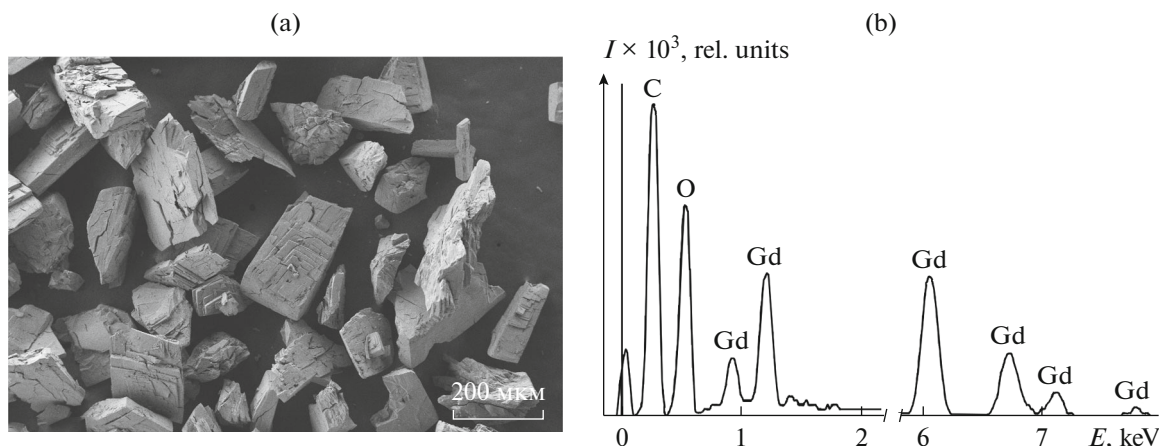 (a)
(b)
I × 10³, rel. units
C
O
Gd
Gd
Gd
Gd
Gd
Gd
200 мкм
0
1
2
6
7
E, keV